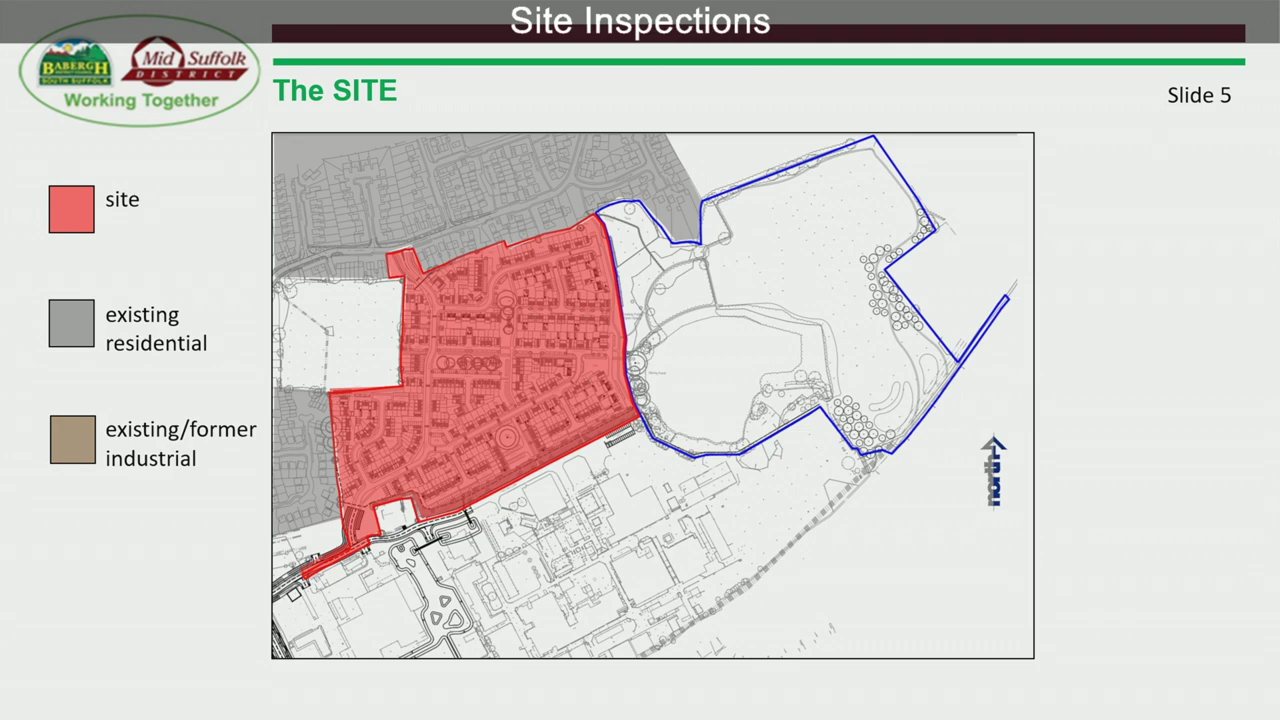 Site Inspections
BABERGH
SOUTH SUFFOLK
Mid Suffolk
DISTRICT
Working Together
The SITE
Slide 5
site
existing
residential
existing/former
industrial
north